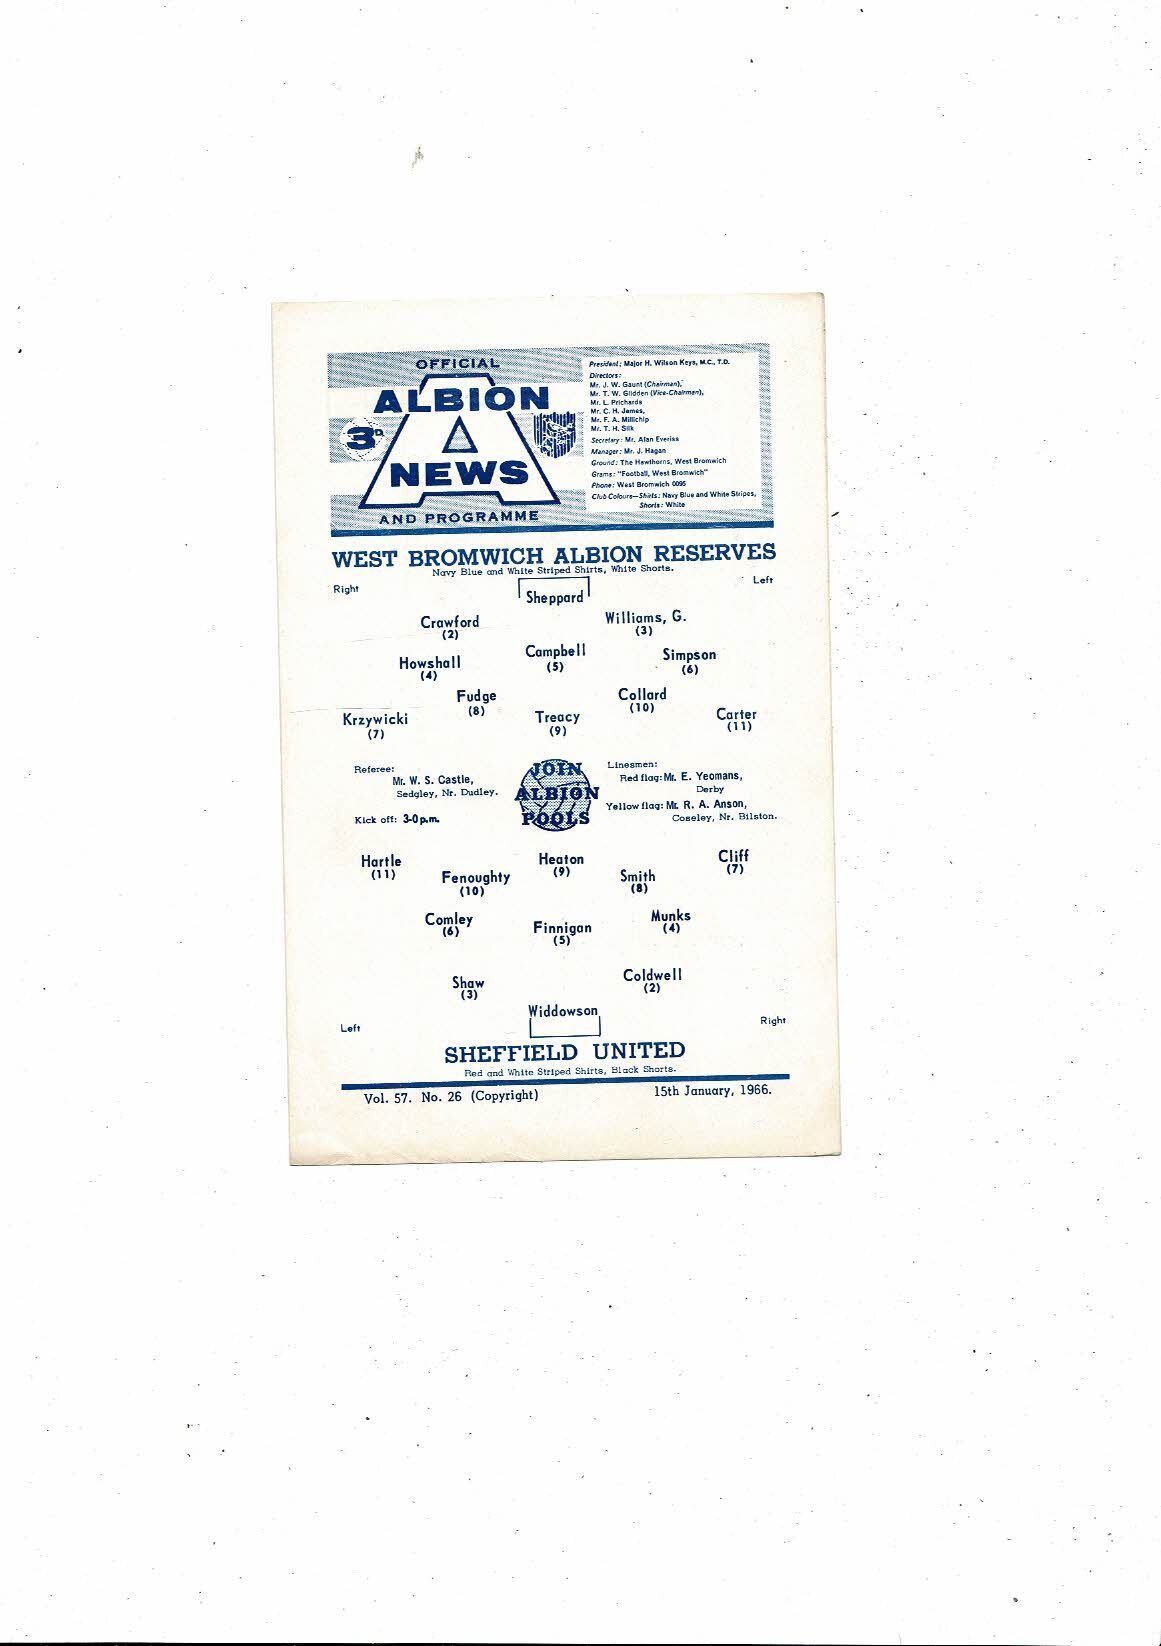 OFFICIAL
ALBION
3D.
NEWS
AND PROGRAMME
President: Major H. Wilson Keys, M.C., T.D.
Directors:
Mr. J. W. Gaunt (Chairman),
Mr. T. W. Glidden (Vice-Chairman),
Mr. L. Prichards
Mr. C. H. James,
Mr. F. A. Millichip
Mr. T. H. Silk
Secretary: Mr. Alan Everiss
Manager: Mr. J. Hagan
Ground: The Hawthorns, West Bromwich
Grams: "Football, West Bromwich"
Phone: West Bromwich 0095
Club Colours—Shirts: Navy Blue and White Stripes,
Shorts: White
WEST BROMWICH ALBION RESERVES
Navy Blue and White Striped Shirts, White Shorts.
Right
Left
Sheppard
Crawford
(2)
Williams, G.
(3)
Howshall
(4)
Campbell
(5)
Simpson
(6)
Krzywicki
(7)
Fudge
(8)
Treacy
(9)
Collard
(10)
Carter
(11)
Referee:
Mr. W. S. Castle,
Sedgley, Nr. Dudley.
Kick off: 3-0 p.m.
JOIN
ALBION
POOLS
Linesmen:
Red flag: Mr. E. Yeomans,
Derby
Yellow flag: Mr. R. A. Anson,
Coseley, Nr. Bilston.
Hartle
(11)
Fenoughty
(10)
Heaton
(9)
Smith
(8)
Cliff
(7)
Comley
(6)
Finnigan
(5)
Munks
(4)
Shaw
(3)
Coldwell
(2)
Widdowson
Left
Right
SHEFFIELD UNITED
Red and White Striped Shirts, Black Shorts.
Vol. 57. No. 26 (Copyright)
15th January, 1966.